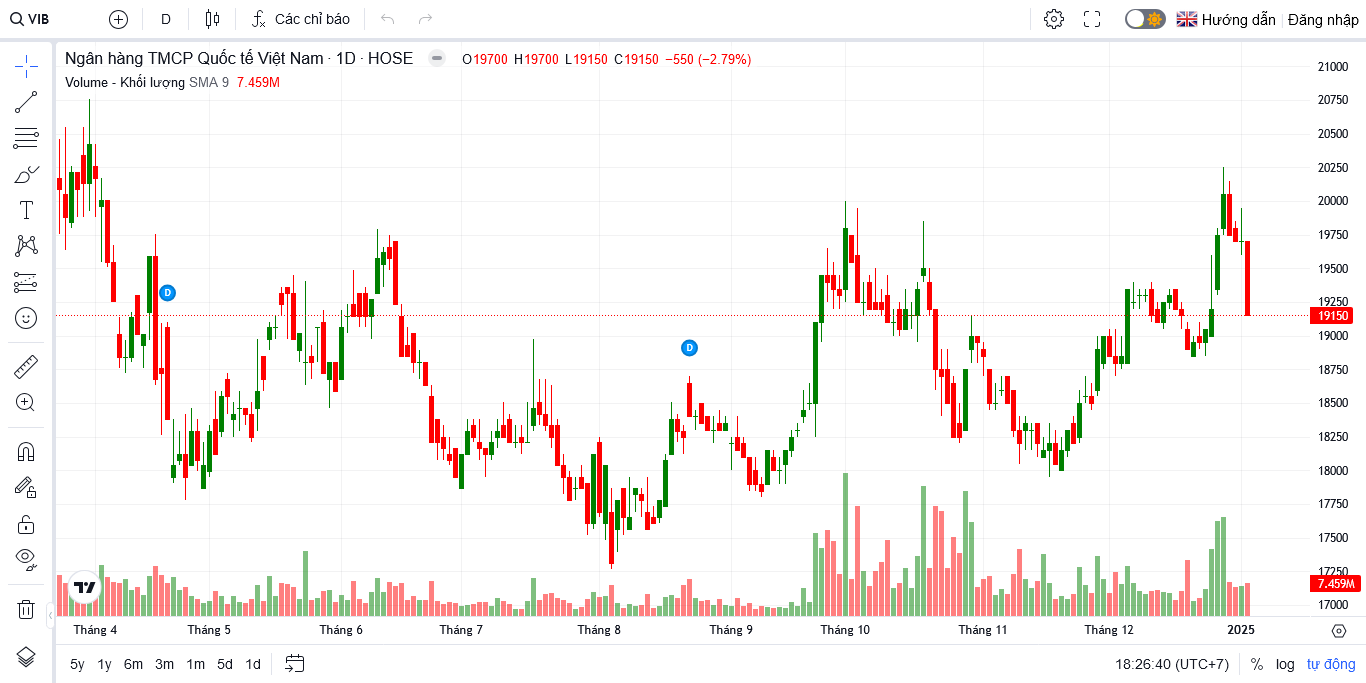 VIB D Các chỉ báo Hướng dẫn Đăng nhập
Ngân hàng TMCP Quốc tế Việt Nam · 1D · HOSE O19700 H19700 L19150 C19150 −550 (−2.79%)
Volume - Khối lượng SMA 9 7.459M
21000
20750
20500
20250
20000
19750
19500
19250
19150
19000
18750
18500
18250
18000
17750
17500
17250
7.459M
17000
D
D
Tháng 4 Tháng 5 Tháng 6 Tháng 7 Tháng 8 Tháng 9 Tháng 10 Tháng 11 Tháng 12 2025
5y 1y 6m 3m 1m 5d 1d 18:26:40 (UTC+7) % log tự động